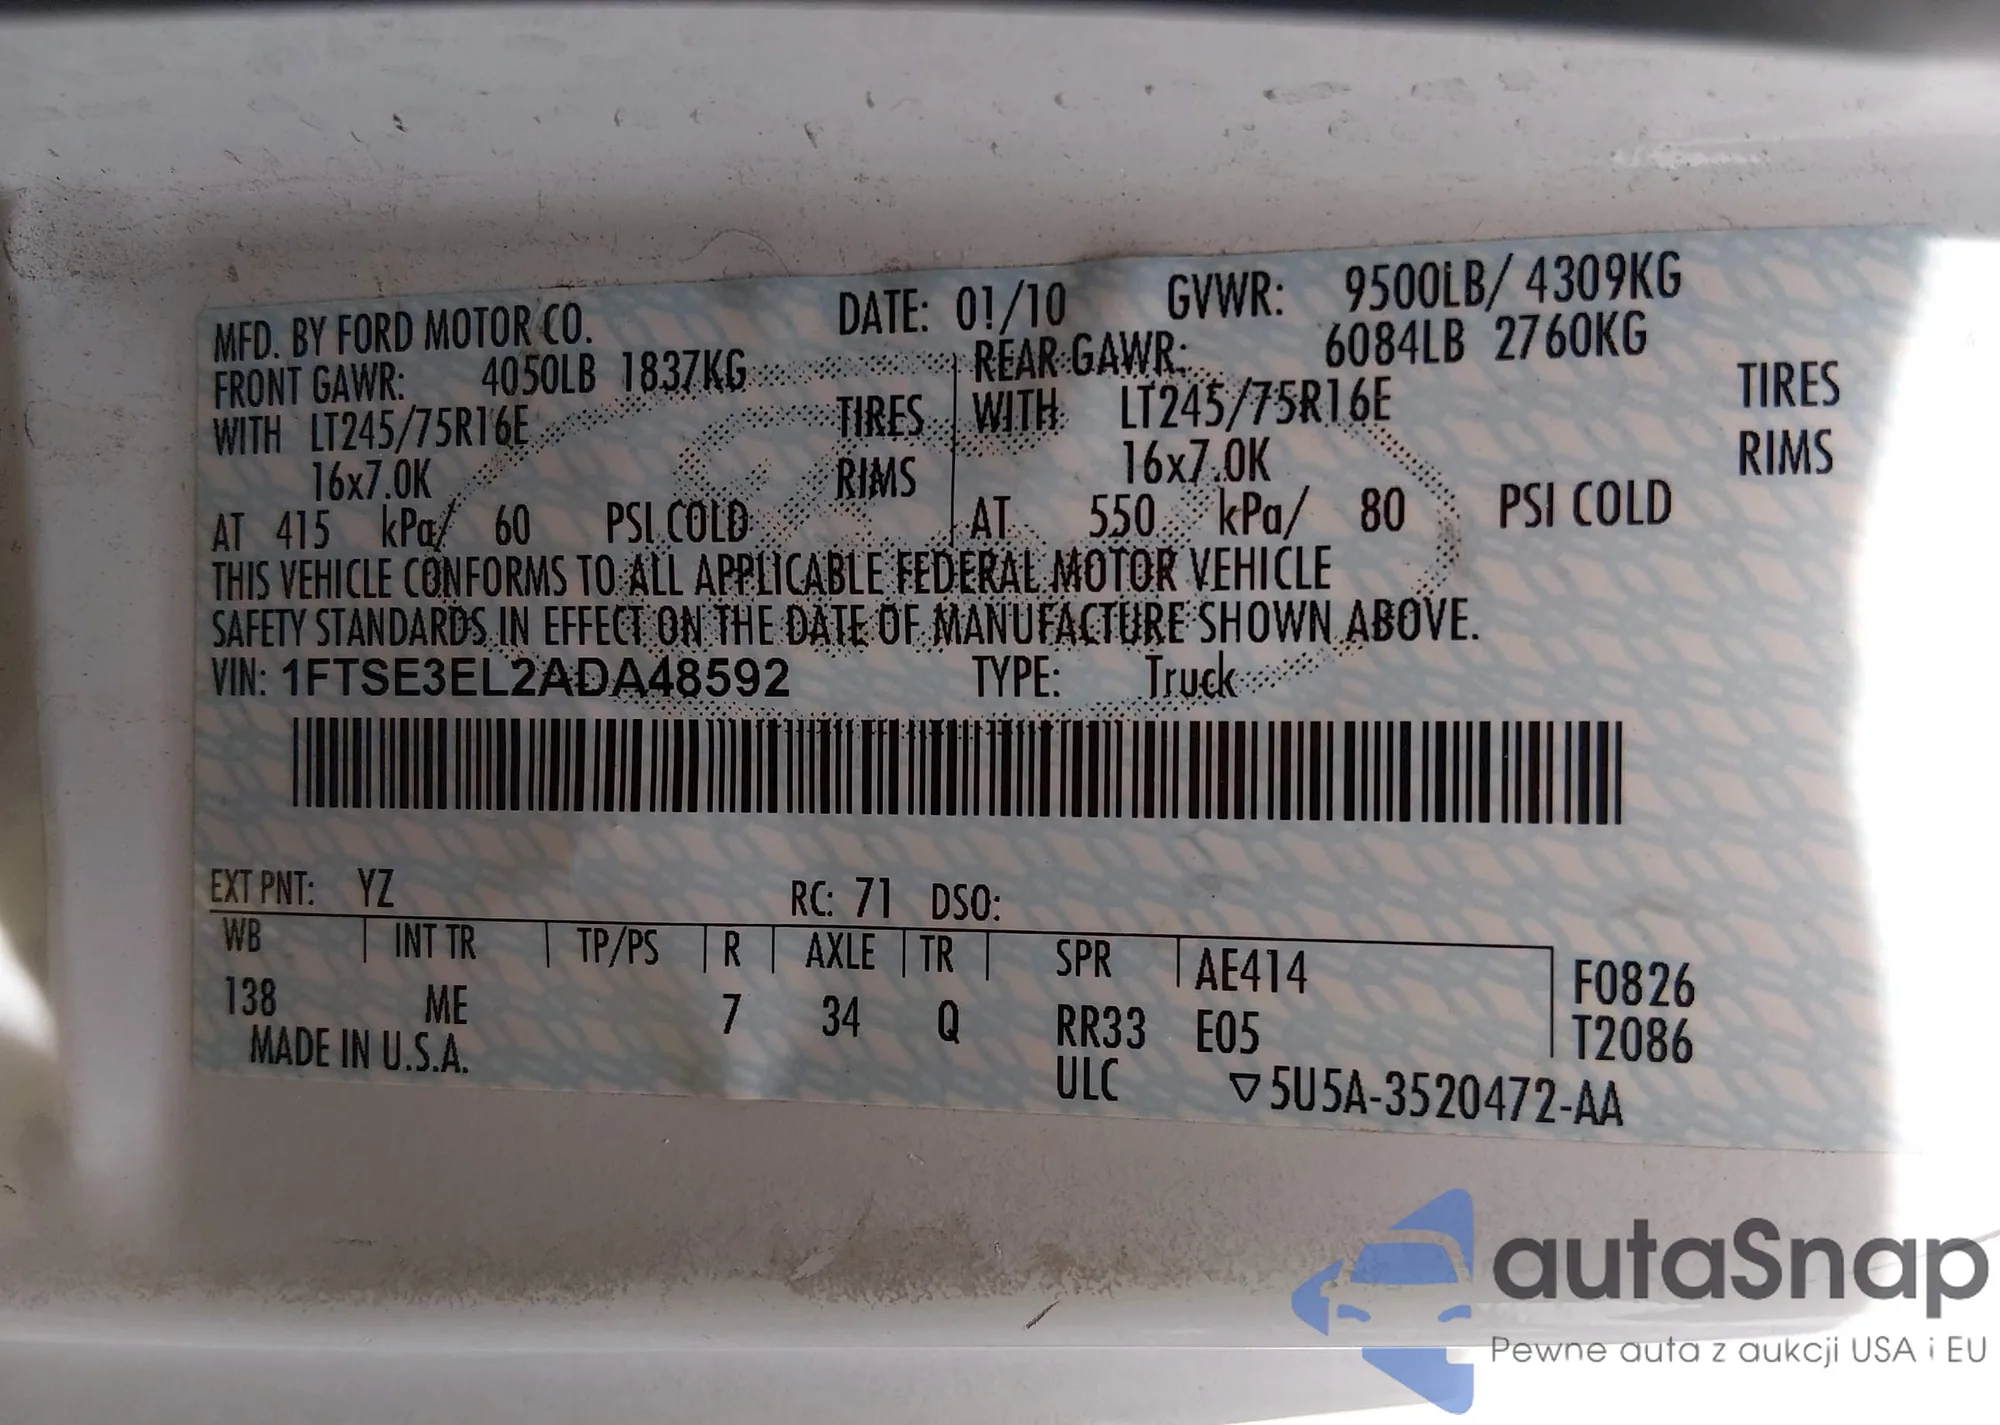 MFD. BY FORD MOTOR CO. DATE: 01/10 GVWR: 9500LB/ 4309KG
FRONT GAWR: 4050LB 1837KG REAR GAWR: 6084LB 2760KG
WITH LT245/75R16E TIRES WITH LT245/75R16E TIRES
16x7.0K RIMS 16x7.0K RIMS
AT 415 kPa/ 60 PSI COLD AT 550 kPa/ 80 PSI COLD
THIS VEHICLE CONFORMS TO ALL APPLICABLE FEDERAL MOTOR VEHICLE
SAFETY STANDARDS IN EFFECT ON THE DATE OF MANUFACTURE SHOWN ABOVE.
VIN: 1FTSE3EL2ADA48592 TYPE: Truck
EXT PNT: YZ RC: 71 DSO:
WB INT TR TP/PS R AXLE TR SPR AE414 F0826
138 ME 7 34 Q RR33 E05 T2086
MADE IN U.S.A. ULC ▽5U5A-3520472-AA
autaSnap
Pewne auta z aukcji USA i EU